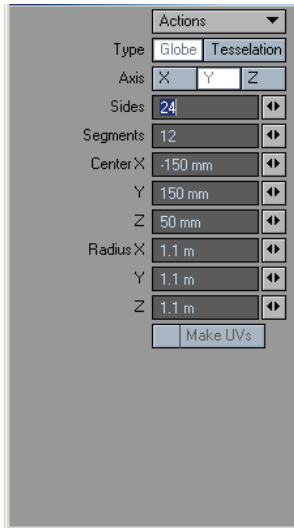 Actions
Type Globe Tesselation
Axis X Y Z
Sides 24
Segments 12
Center X -150 mm
Y 150 mm
Z 50 mm
Radius X 1.1 m
Y 1.1 m
Z 1.1 m
Make UVs